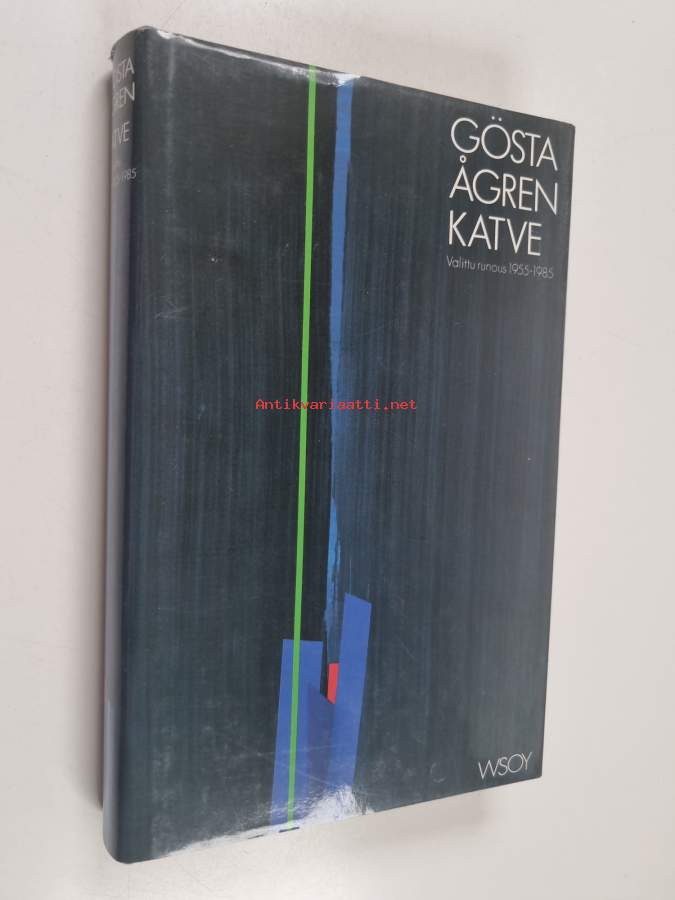 GÖSTA
ÅGREN
KATVE
Valittu runous 1955-1985
Antikvariaatti.net
WSOY